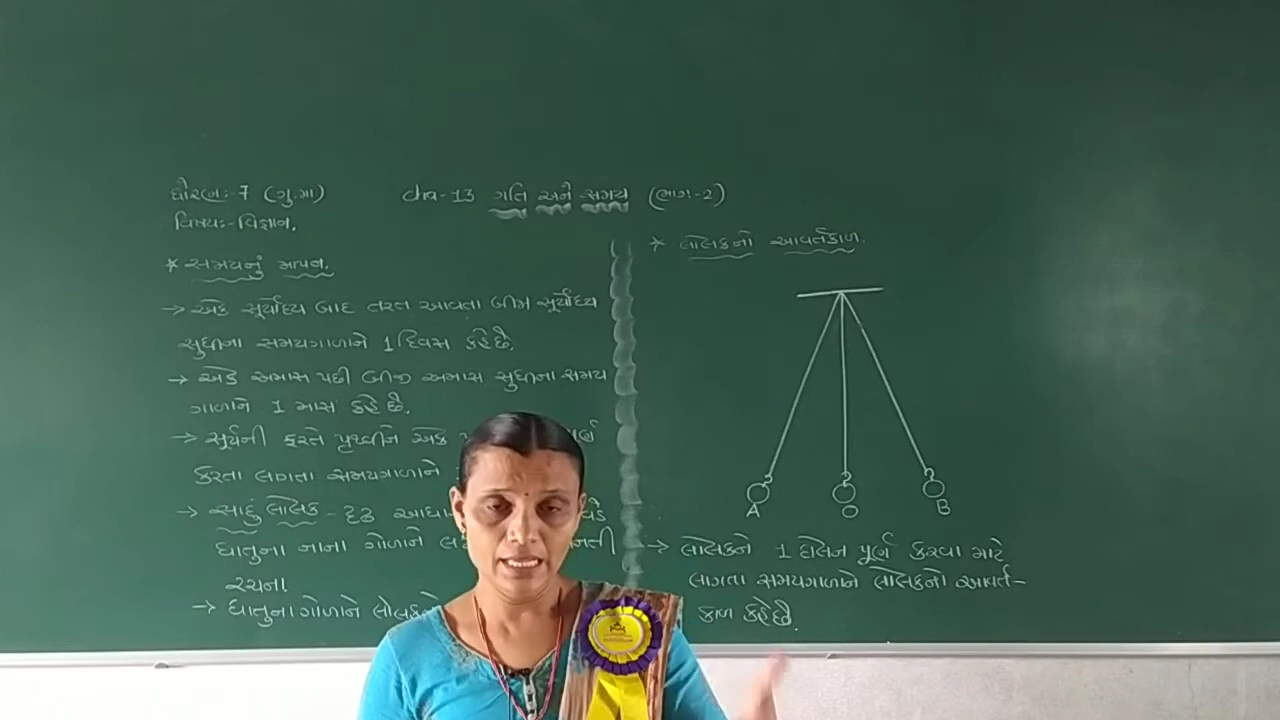 ધોરણ:-7 (ગુ.મા)
cha-13 ગતિ અને સમય (ભાગ-2)
વિષય:-વિજ્ઞાન.
* સમયનું માપન.
→ એક સૂર્યોદય બાદ તરત આવતા બીજા સૂર્યોદય
સુધીના સમયગાળાને 1 દિવસ કહે છે.
→ એક અમાસ પછી બીજી અમાસ સુધીના સમય
ગાળાને 1 માસ કહે છે.
→ સૂર્યની ફરતે પૃથ્વીને એક
કરતા લાગતા સમયગાળાને
→ સાદું લોલક - દૃઢ
ધાતુના નાના ગોળાને
રચના.
→ ધાતુના ગોળાને લોલકનો
* લોલકનો આવર્તકાળ.
A
O
B
→ લોલકને 1 દોલન પૂર્ણ કરવા માટે
લાગતા સમયગાળાને લોલકનો આવર્ત-
કાળ કહે છે.